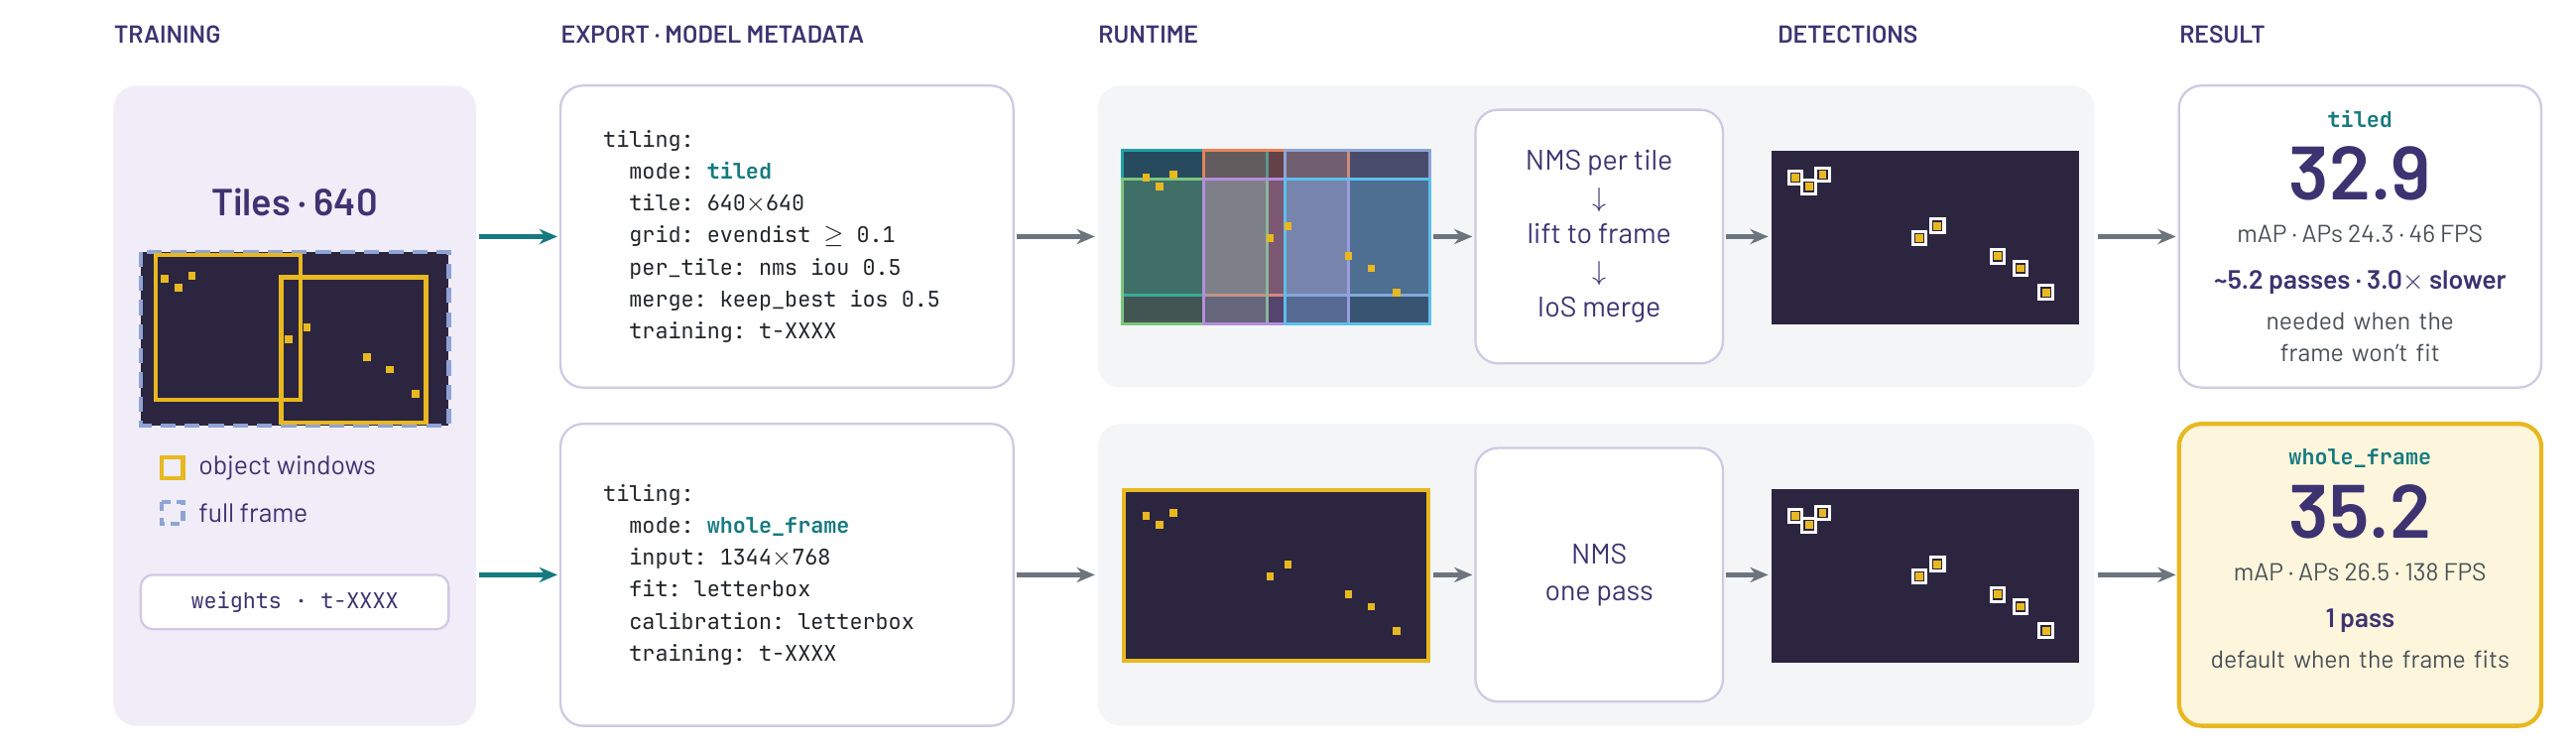 TRAINING
EXPORT · MODEL METADATA
RUNTIME
DETECTIONS
RESULT
Tiles · 640
object windows
full frame
weights · t-XXXX
tiling:
mode: tiled
tile: 640×640
grid: evendist ≥ 0.1
per_tile: nms iou 0.5
merge: keep_best ios 0.5
training: t-XXXX
NMS per tile
↓
lift to frame
↓
IoS merge
tiled
32.9
mAP · APs 24.3 · 46 FPS
~5.2 passes · 3.0× slower
needed when the
frame won't fit
tiling:
mode: whole_frame
input: 1344×768
fit: letterbox
calibration: letterbox
training: t-XXXX
NMS
one pass
whole_frame
35.2
mAP · APs 26.5 · 138 FPS
1 pass
default when the frame fits